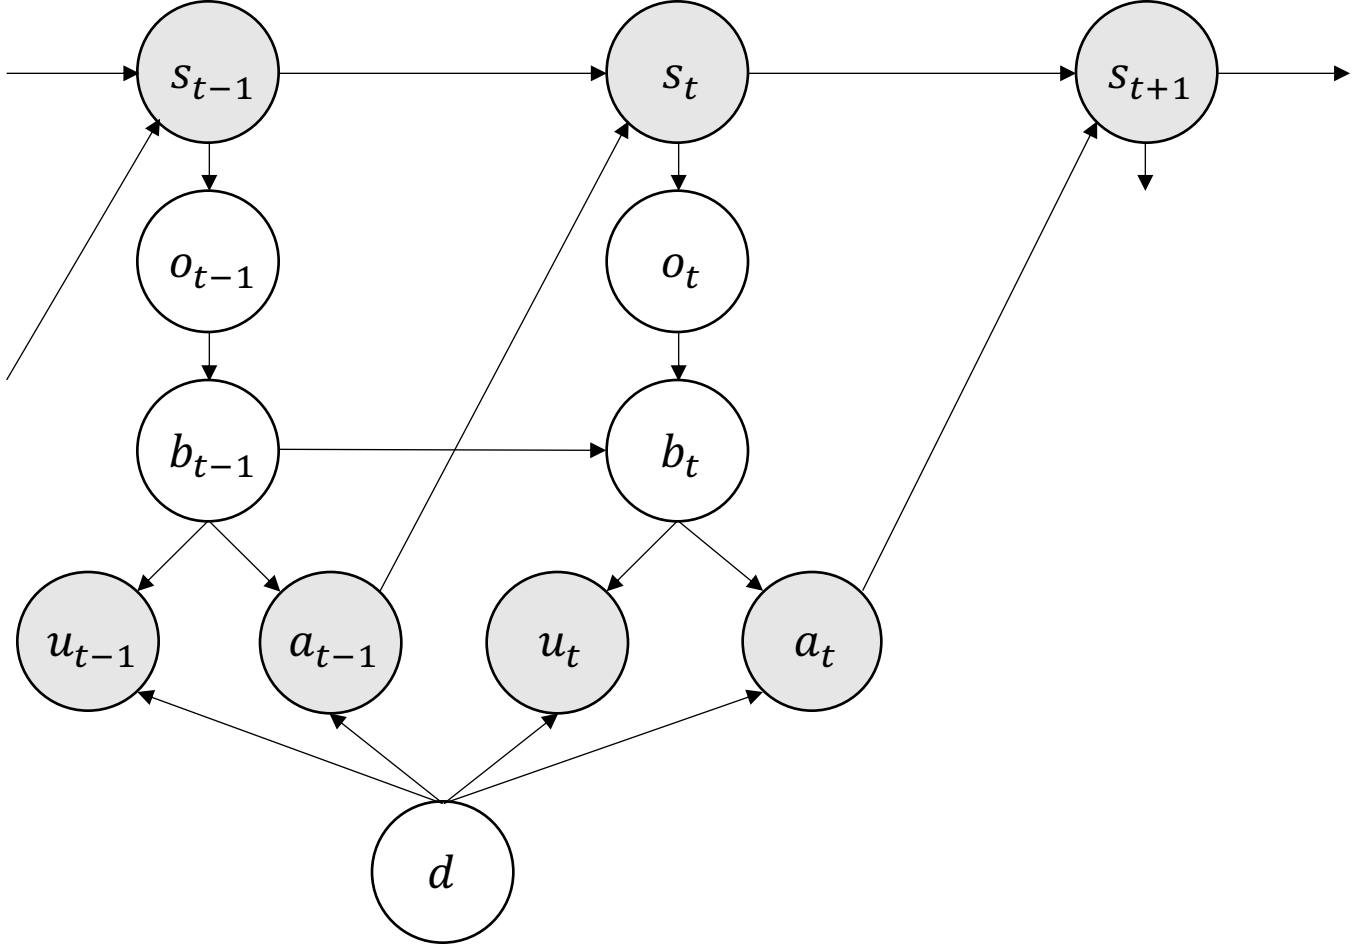 s_{t−1} s_t s_{t+1}
o_{t−1} o_t
b_{t−1} b_t
u_{t−1} a_{t−1} u_t a_t
d